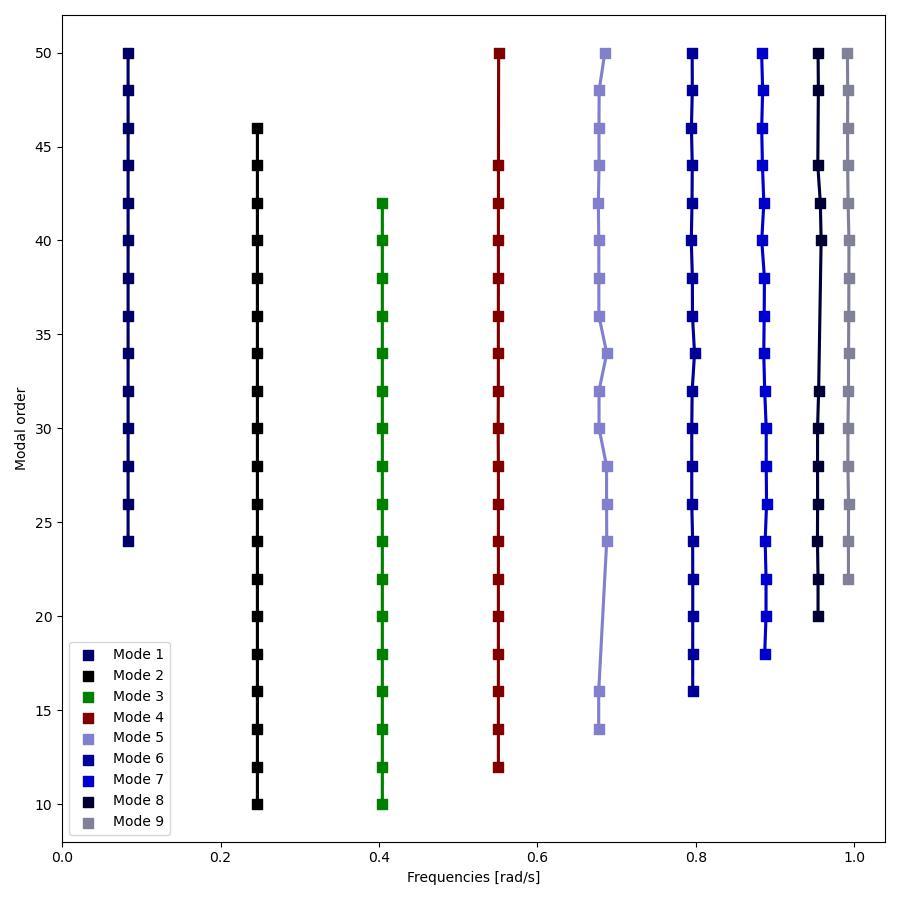 50
45
40
35
30
25
20
15
10
Modal order
Mode 1
Mode 2
Mode 3
Mode 4
Mode 5
Mode 6
Mode 7
Mode 8
Mode 9
0.0 0.2 0.4 0.6 0.8 1.0
Frequencies [rad/s]